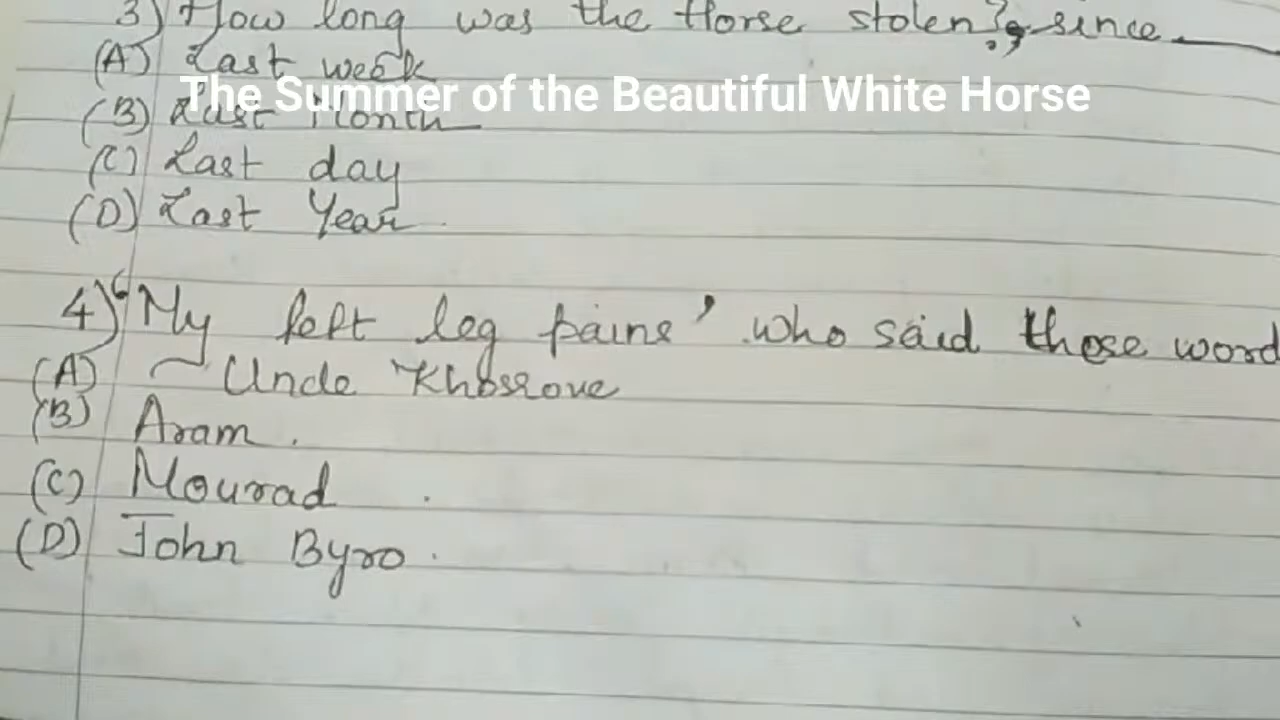 3) How long was the Horse stolen?, since
(A) Last week
The Summer of the Beautiful White Horse
(B) Last Month
(C) Last day
(D) Last Year.
4) "My left leg pains' who said those word
(A) Uncle Khosrove
(B) Aram.
(C) Mourad.
(D) John Byro.